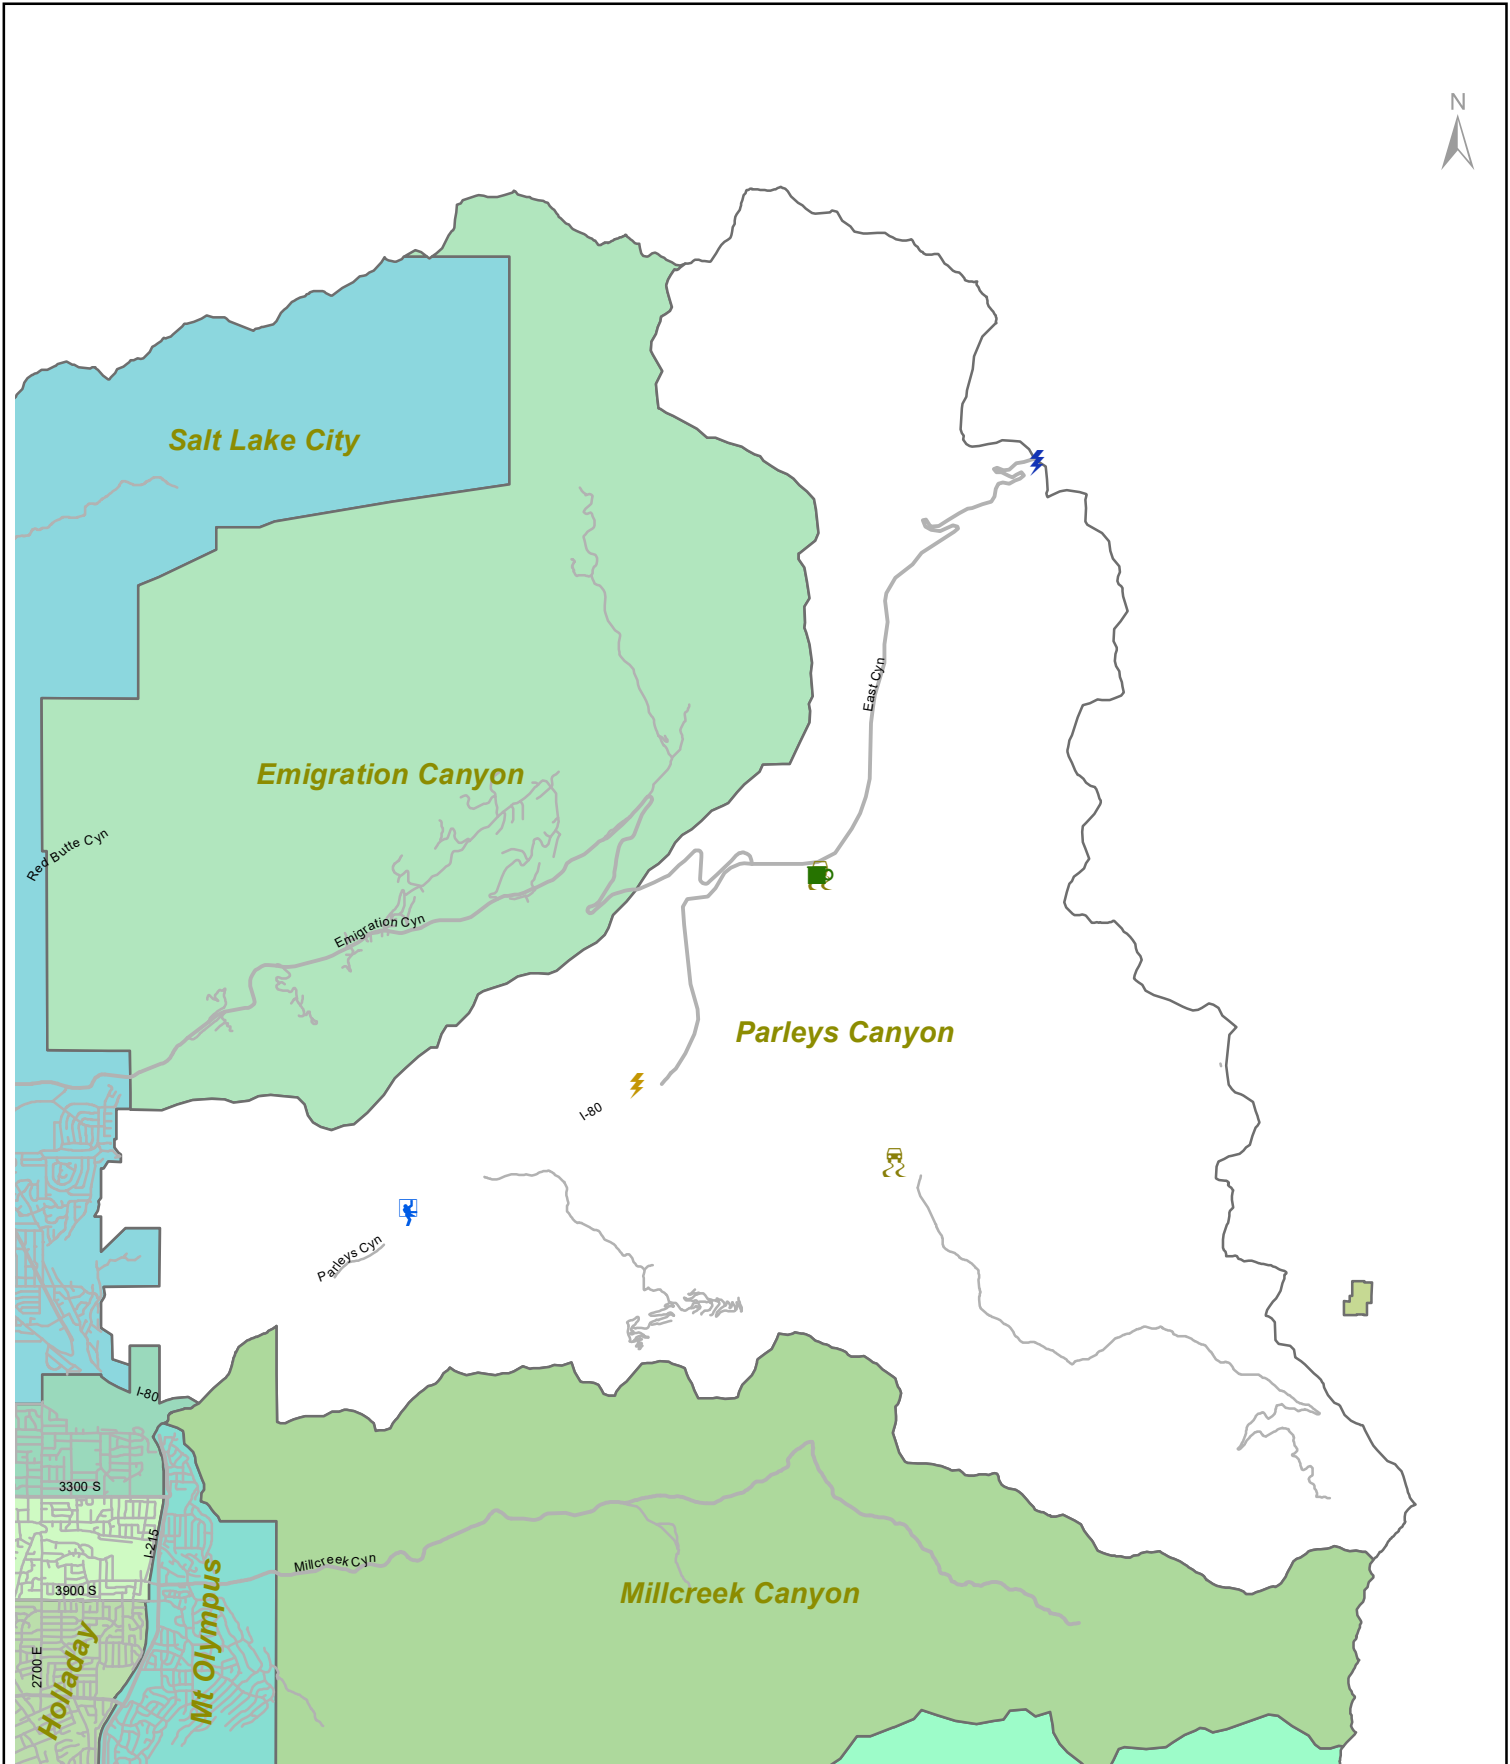 N
Salt Lake City
East Cyn
Emigration Canyon
Red Butte Cyn
Emigration Cyn
Parleys Canyon
I-80
Parleys Cyn
I-80
3300 S
I-215
Millcreek Cyn
3900 S
Millcreek Canyon
Mt Olympus
Holladay
2700 E